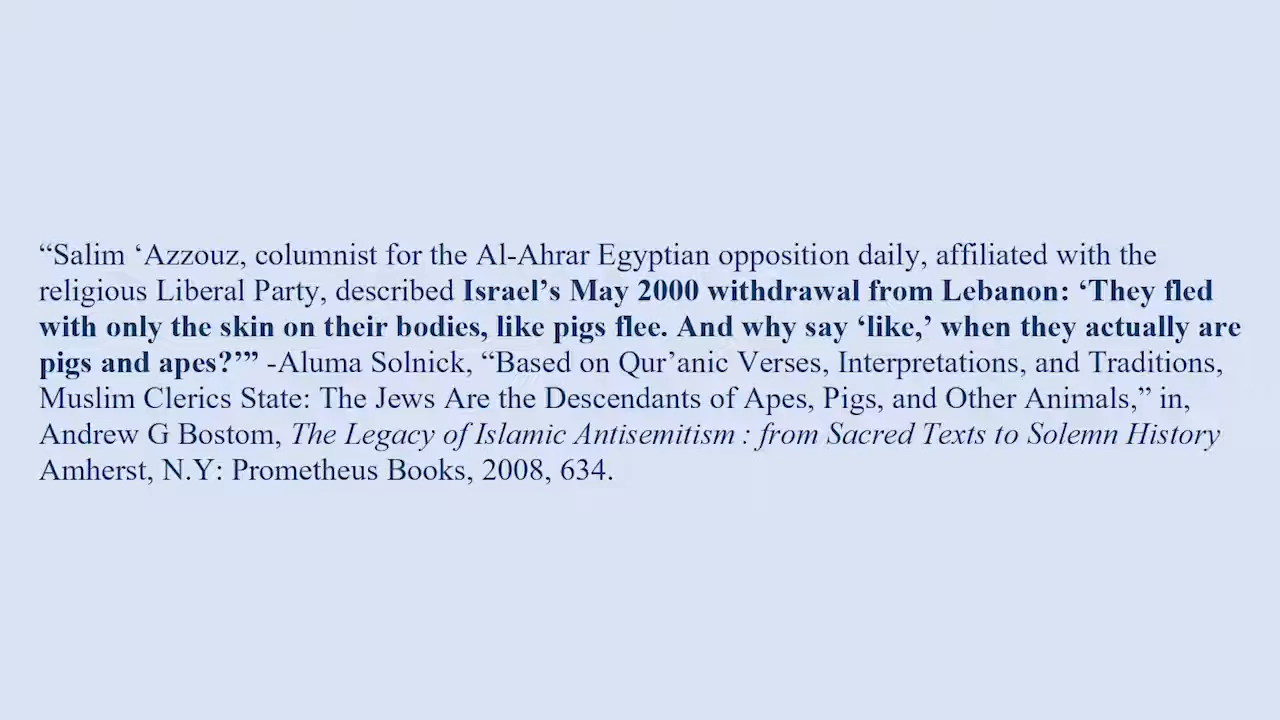 “Salim ‘Azzouz, columnist for the Al-Ahrar Egyptian opposition daily, affiliated with the
religious Liberal Party, described Israel’s May 2000 withdrawal from Lebanon: ‘They fled
with only the skin on their bodies, like pigs flee. And why say ‘like,’ when they actually are
pigs and apes?’” -Aluma Solnick, “Based on Qur’anic Verses, Interpretations, and Traditions,
Muslim Clerics State: The Jews Are the Descendants of Apes, Pigs, and Other Animals,” in,
Andrew G Bostom, The Legacy of Islamic Antisemitism : from Sacred Texts to Solemn History
Amherst, N.Y: Prometheus Books, 2008, 634.